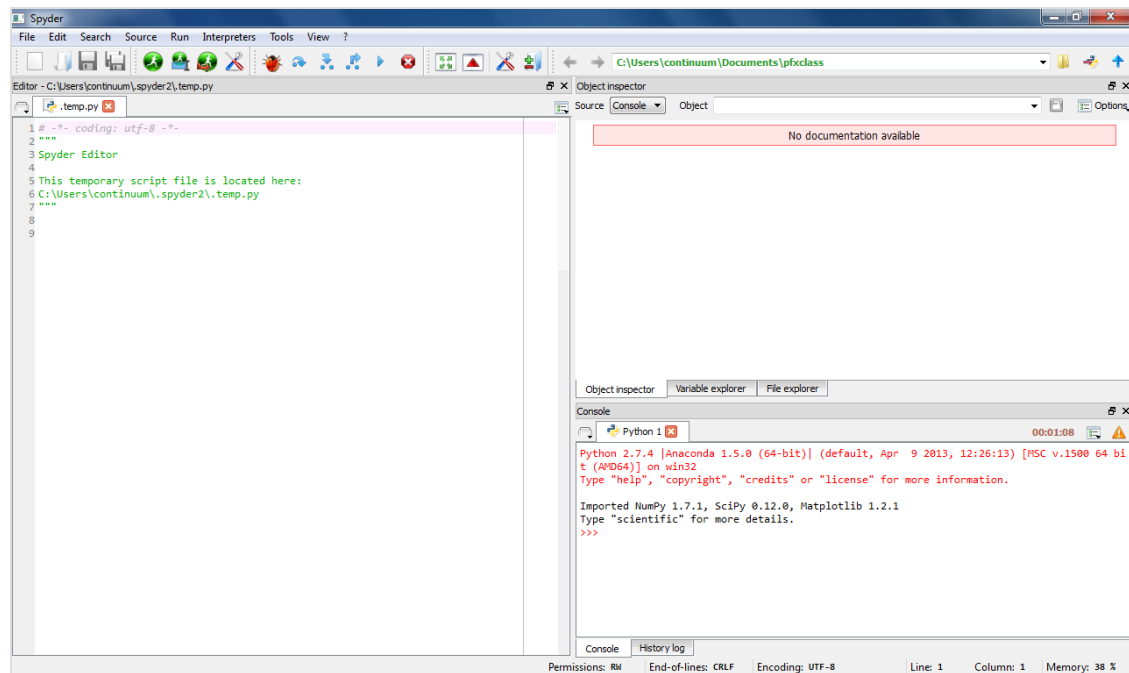 Spyder
File Edit Search Source Run Interpreters Tools View ?
C:\Users\continuum\Documents\pfxclass
Editor - C:\Users\continuum\.spyder2\.temp.py
.temp.py
1 # -*- coding: utf-8 -*-
2 """
3 Spyder Editor
4
5 This temporary script file is located here:
6 C:\Users\continuum\.spyder2\.temp.py
7 """
8
9
Object inspector
Source Console Object Options
No documentation available
Object inspector Variable explorer File explorer
Console
Python 1 00:01:08
Python 2.7.4 |Anaconda 1.5.0 (64-bit)| (default, Apr  9 2013, 12:26:13) [MSC v.1500 64 bi
t (AMD64)] on win32
Type "help", "copyright", "credits" or "license" for more information.
Imported NumPy 1.7.1, SciPy 0.12.0, Matplotlib 1.2.1
Type "scientific" for more details.
>>>
Console History log
Permissions: RW End-of-lines: CRLF Encoding: UTF-8 Line: 1 Column: 1 Memory: 38 %